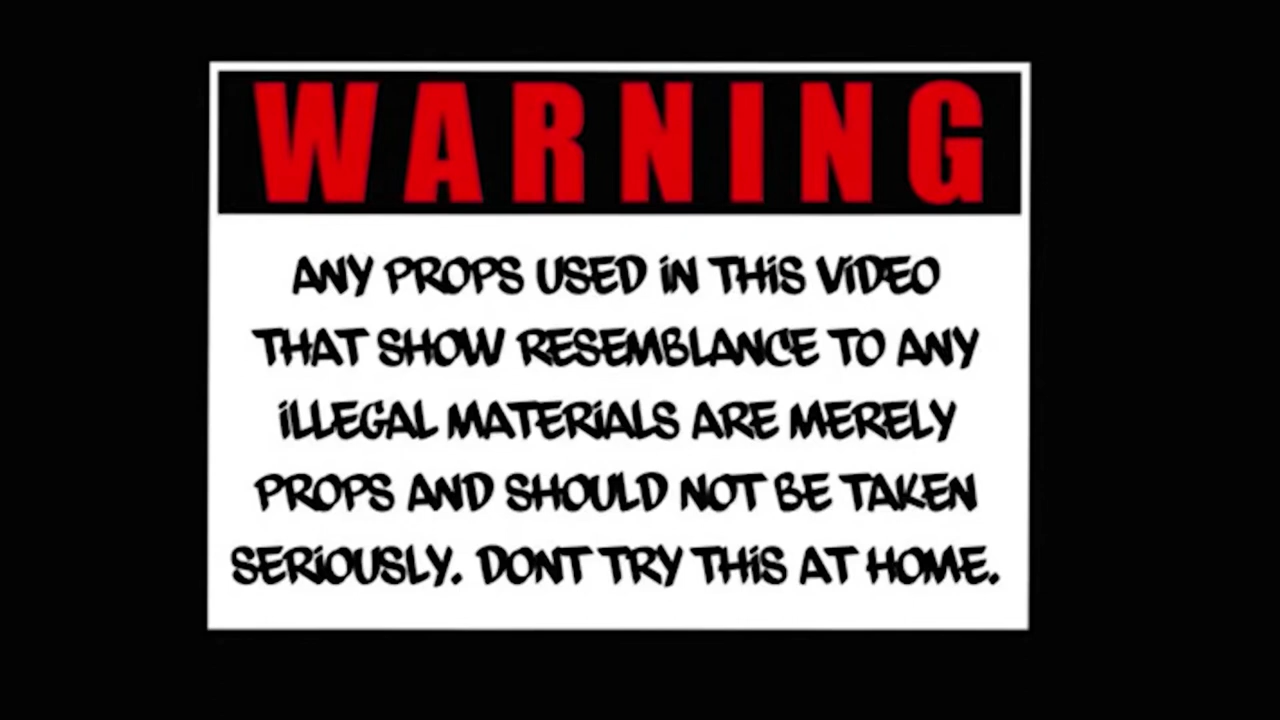 WARNING
ANY PROPS USED iN THiS ViDEO
THAT SHOW RESEMBLANCE TO ANY
iLLEGAL MATERiALS ARE MERELY
PROPS AND SHOULD NOT BE TAKEN
SERiOUSLY. DONT TRY THiS AT HOME.